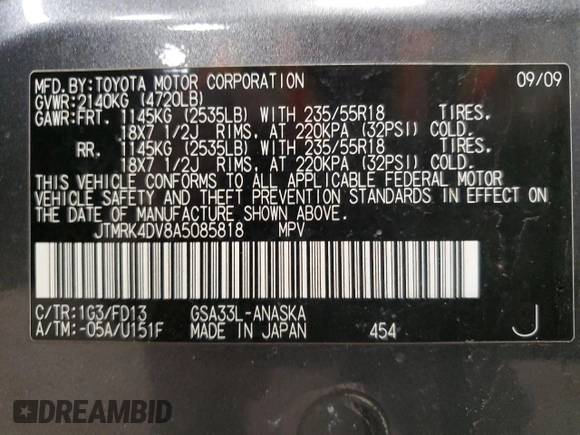 MFD.BY:TOYOTA MOTOR CORPORATION 09/09
GVWR:2140KG (4720LB)
GAWR:FRT. 1145KG (2535LB) WITH 235/55R18 TIRES.
18X7 1/2J RIMS. AT 220KPA (32PSI) COLD.
RR. 1145KG (2535LB) WITH 235/55R18 TIRES.
18X7 1/2J RIMS. AT 220KPA (32PSI) COLD.
THIS VEHICLE CONFORMS TO ALL APPLICABLE FEDERAL MOTOR
VEHICLE SAFETY AND THEFT PREVENTION STANDARDS IN EFFECT ON
THE DATE OF MANUFACTURE SHOWN ABOVE.
JTMRK4DV8A5085818 MPV
C/TR:1G3/FD13 GSA33L-ANASKA
A/TM:-05A/U151F MADE IN JAPAN 454 J
DREAMBID